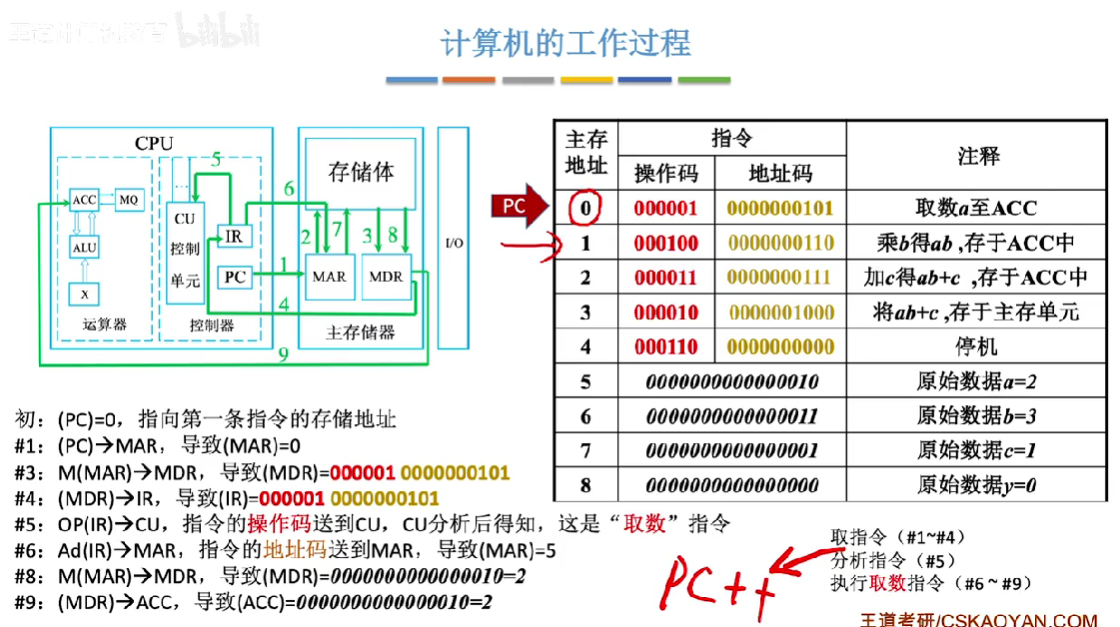 bilibili
计算机的工作过程
CPU
ACC
MQ
ALU
X
运算器
CU
控制
单元
IR
PC
控制器
存储体
MAR
MDR
主存储器
I/O
5
6
2
7
3
8
1
4
9
PC
主存地址 指令 注释
操作码 地址码
0 000001 0000000101 取数a至ACC
1 000100 0000000110 乘b得ab ,存于ACC中
2 000011 0000000111 加c得ab+c ,存于ACC中
3 000010 0000001000 将ab+c ,存于主存单元
4 000110 0000000000 停机
5 0000000000000010 原始数据a=2
6 0000000000000011 原始数据b=3
7 0000000000000001 原始数据c=1
8 0000000000000000 原始数据y=0
初：(PC)=0，指向第一条指令的存储地址
#1：(PC)→MAR，导致(MAR)=0
#3：M(MAR)→MDR，导致(MDR)=000001 0000000101
#4：(MDR)→IR，导致(IR)=000001 0000000101
#5：OP(IR)→CU，指令的操作码送到CU，CU分析后得知，这是“取数”指令
#6：Ad(IR)→MAR，指令的地址码送到MAR，导致(MAR)=5
#8：M(MAR)→MDR，导致(MDR)=0000000000000010=2
#9：(MDR)→ACC，导致(ACC)=0000000000000010=2
PC++
取指令（#1~#4）
分析指令（#5）
执行取数指令（#6 ~ #9）
王道考研/CSKAOYAN.COM